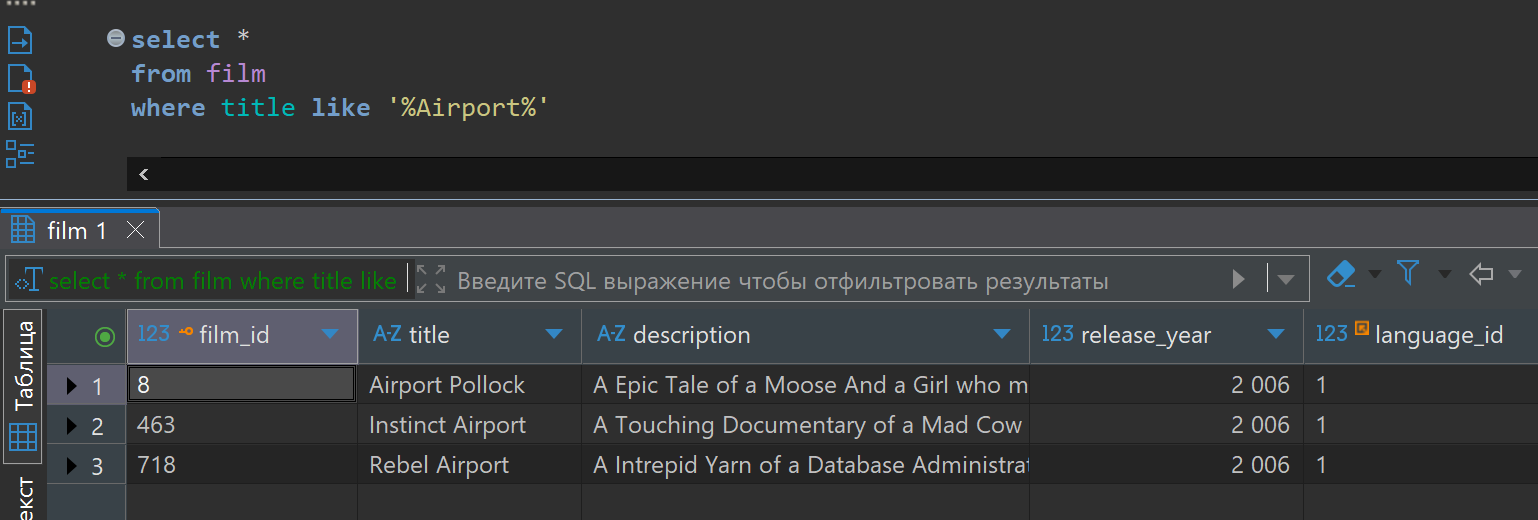 select *
from film
where title like '%Airport%'
film 1
select * from film where title like Введите SQL выражение чтобы отфильтровать результаты
Таблица
123 film_id A-Z title A-Z description 123 release_year 123 language_id
1 8 Airport Pollock A Epic Tale of a Moose And a Girl who m 2 006 1
2 463 Instinct Airport A Touching Documentary of a Mad Cow 2 006 1
3 718 Rebel Airport A Intrepid Yarn of a Database Administrat 2 006 1
екст